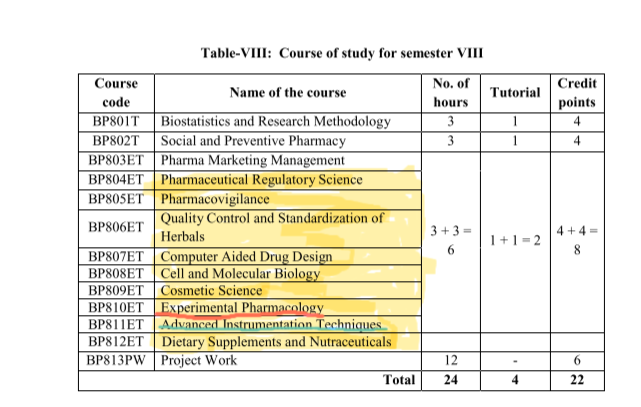 Table-VIII: Course of study for semester VIII
Course code | Name of the course | No. of hours | Tutorial | Credit points
BP801T | Biostatistics and Research Methodology | 3 | 1 | 4
BP802T | Social and Preventive Pharmacy | 3 | 1 | 4
BP803ET | Pharma Marketing Management | 3 + 3 = 6 | 1 + 1 = 2 | 4 + 4 = 8
BP804ET | Pharmaceutical Regulatory Science
BP805ET | Pharmacovigilance
BP806ET | Quality Control and Standardization of Herbals
BP807ET | Computer Aided Drug Design
BP808ET | Cell and Molecular Biology
BP809ET | Cosmetic Science
BP810ET | Experimental Pharmacology
BP811ET | Advanced Instrumentation Techniques
BP812ET | Dietary Supplements and Nutraceuticals
BP813PW | Project Work | 12 | - | 6
Total | 24 | 4 | 22